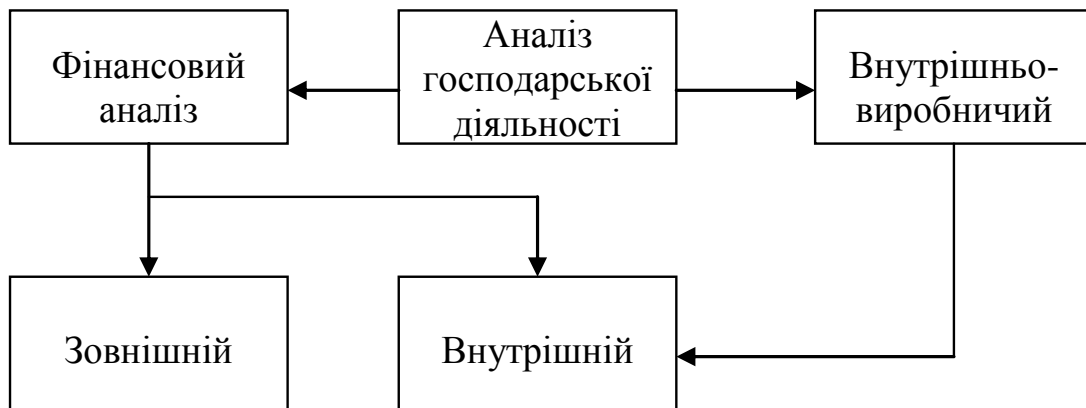 Фінансовий
аналіз
Аналіз
господарської
діяльності
Внутрішньо-
виробничий
Зовнішній
Внутрішній